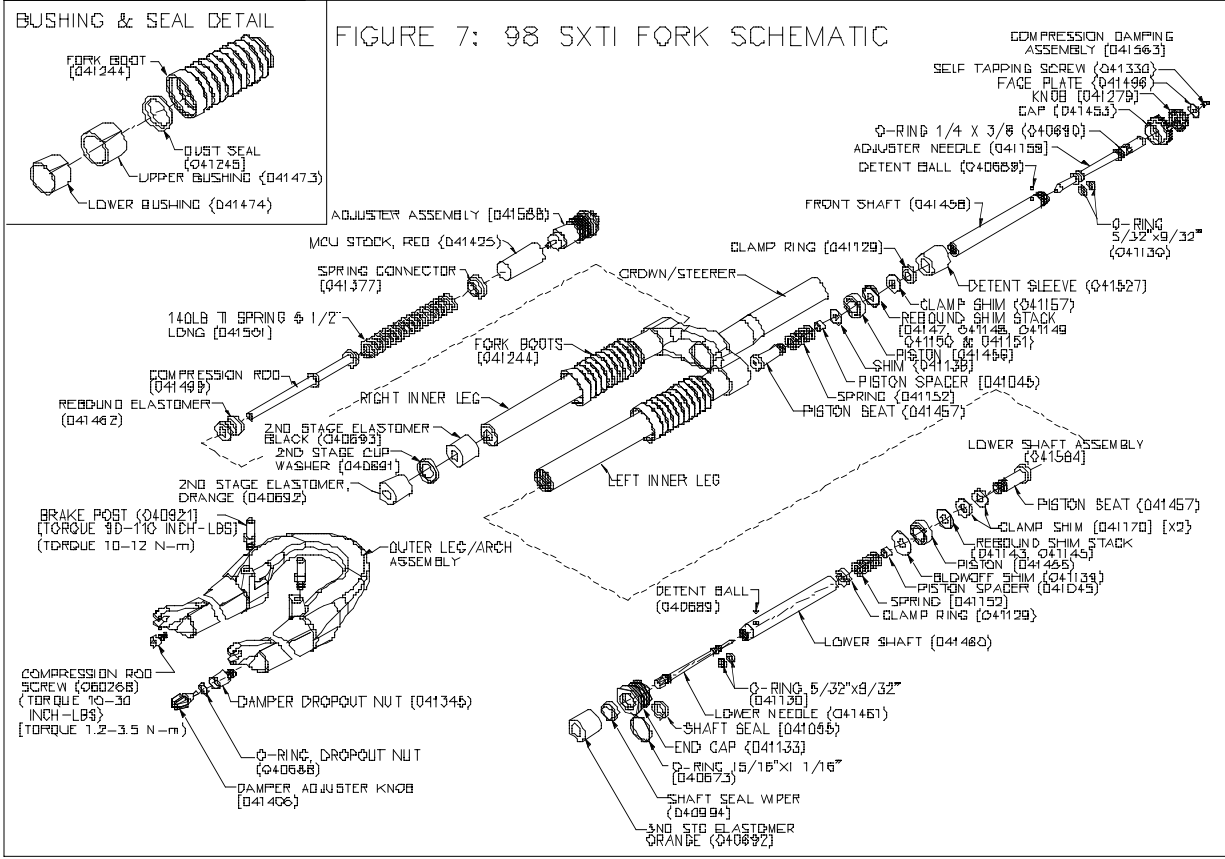 BUSHING & SEAL DETAIL
FORK BOOT
[041244]
DUST SEAL
(041245]
UPPER BUSHING (041473)
LOWER BUSHING (041474)
FIGURE 7: 98 SXTI FORK SCHEMATIC
COMPRESSION DAMPING
ASSEMBLY [041563]
SELF TAPPING SCREW (041330)
FACE PLATE (041496)
KNOB [041279]
CAP (041453)
O-RING 1/4 X 3/8 (040690)
ADJUSTER NEEDLE (041159]
DETENT BALL (040689)
FRONT SHAFT (041458)
O-RING
5/32"x9/32"
(041130)
DETENT SLEEVE (041527)
CLAMP RING (041129]
CLAMP SHIM (041157)
REBOUND SHIM STACK
[04147, 041148, 041149
041150 & 041151)
PISTON (041456)
SHIM (041138)
PISTON SPACER [041045)
SPRING (041152)
PISTON SEAT (041457)
ADJUSTER ASSEMBLY [041588)
MCU STOCK, RED (041495)
SPRING CONNECTOR
[041377)
140LB TI SPRING 6 1/2"
LONG (041501)
COMPRESSION ROD
(041499)
REBOUND ELASTOMER
(041462)
CROWN/STEERER
FORK BOOTS
[041244]
RIGHT INNER LEG
LEFT INNER LEG
2ND STAGE ELASTOMER
BLACK (040693)
2ND STAGE CUP
WASHER [040691)
2ND STAGE ELASTOMER,
ORANGE (040692)
BRAKE POST (040921)
[TORQUE 90-110 INCH-LBS]
(TORQUE 10-12 N-m)
OUTER LEG/ARCH
ASSEMBLY
COMPRESSION ROD
SCREW (060268)
(TORQUE 10-30
INCH-LBS)
[TORQUE 1.2-3.5 N-m)
DAMPER DROPOUT NUT (041345)
O-RING, DROPOUT NUT
(040688)
DAMPER ADJUSTER KNOB
[041406)
LOWER SHAFT ASSEMBLY
[041564]
PISTON SEAT (041457)
CLAMP SHIM [041170] [X2)
REBOUND SHIM STACK
[041143, 041145)
PISTON (041455)
BLOWOFF SHIM (041139)
PISTON SPACER (041045)
SPRING [041152)
CLAMP RING [041129)
LOWER SHAFT (041460)
DETENT BALL
(040689)
O-RING, 5/32"x9/32"
[041130]
LOWER NEEDLE (041461)
SHAFT SEAL [041055)
END CAP (041133)
O-RING 15/16"X1 1/16"
(040673)
SHAFT SEAL WIPER
(040994)
2ND STG ELASTOMER
ORANGE (040692]